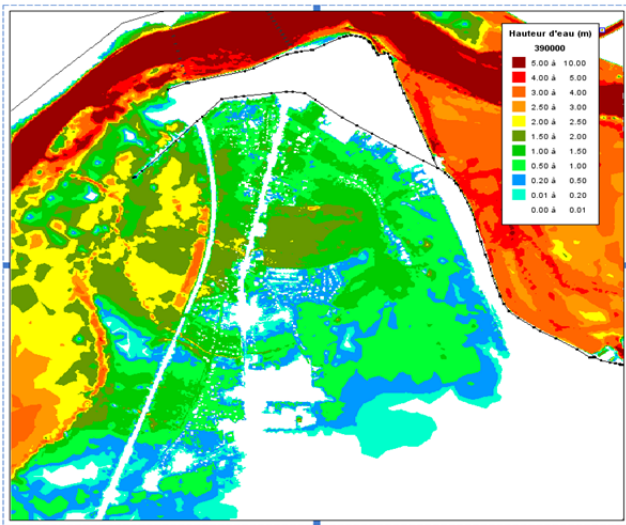 Hauteur d'eau (m)
390000
5.00 à 10.00
4.00 à 5.00
3.00 à 4.00
2.50 à 3.00
2.00 à 2.50
1.50 à 2.00
1.00 à 1.50
0.50 à 1.00
0.20 à 0.50
0.01 à 0.20
0.00 à 0.01